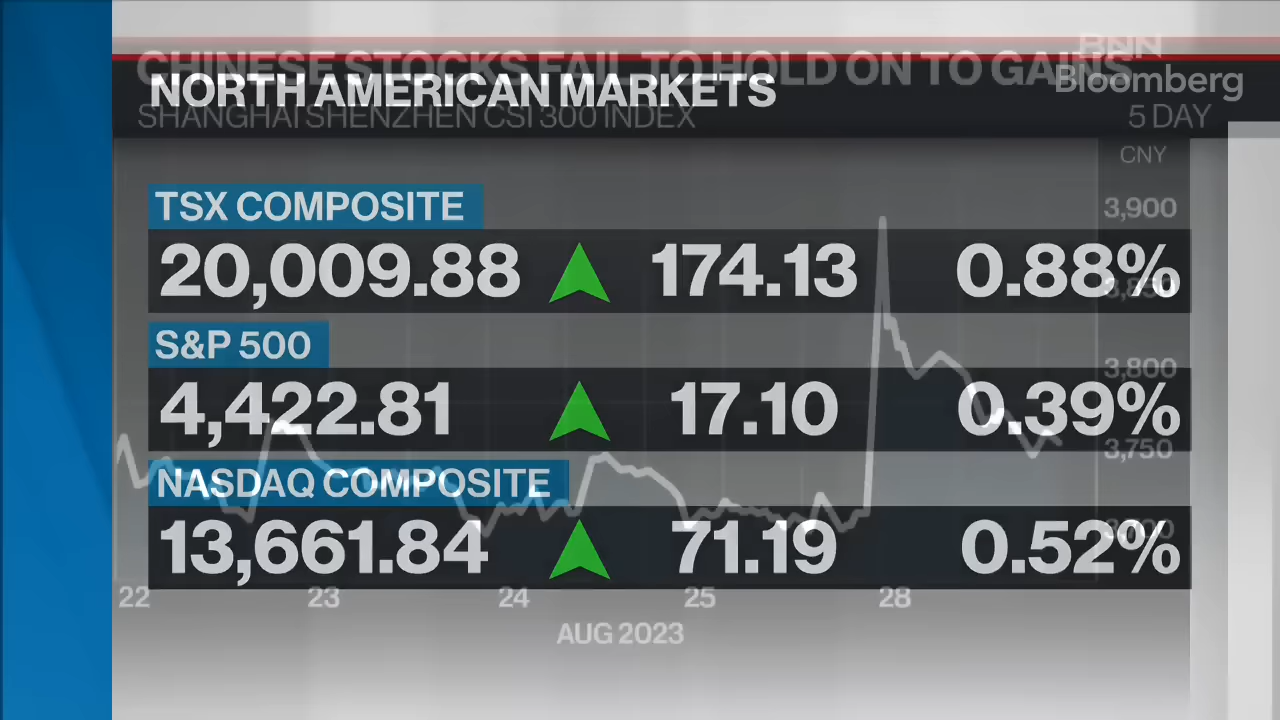 CHINESE STOCKS FAIL TO HOLD ON TO GAINS
BNN
Bloomberg
NORTH AMERICAN MARKETS
SHANGHAI SHENZHEN CSI 300 INDEX
5 DAY
CNY
TSX COMPOSITE
3,900
20,009.88 174.13 0.88%
3,850
S&P 500
3,800
4,422.81 17.10 0.39%
3,750
NASDAQ COMPOSITE
13,661.84 71.19 0.52%
22 23 24 25 28
AUG 2023